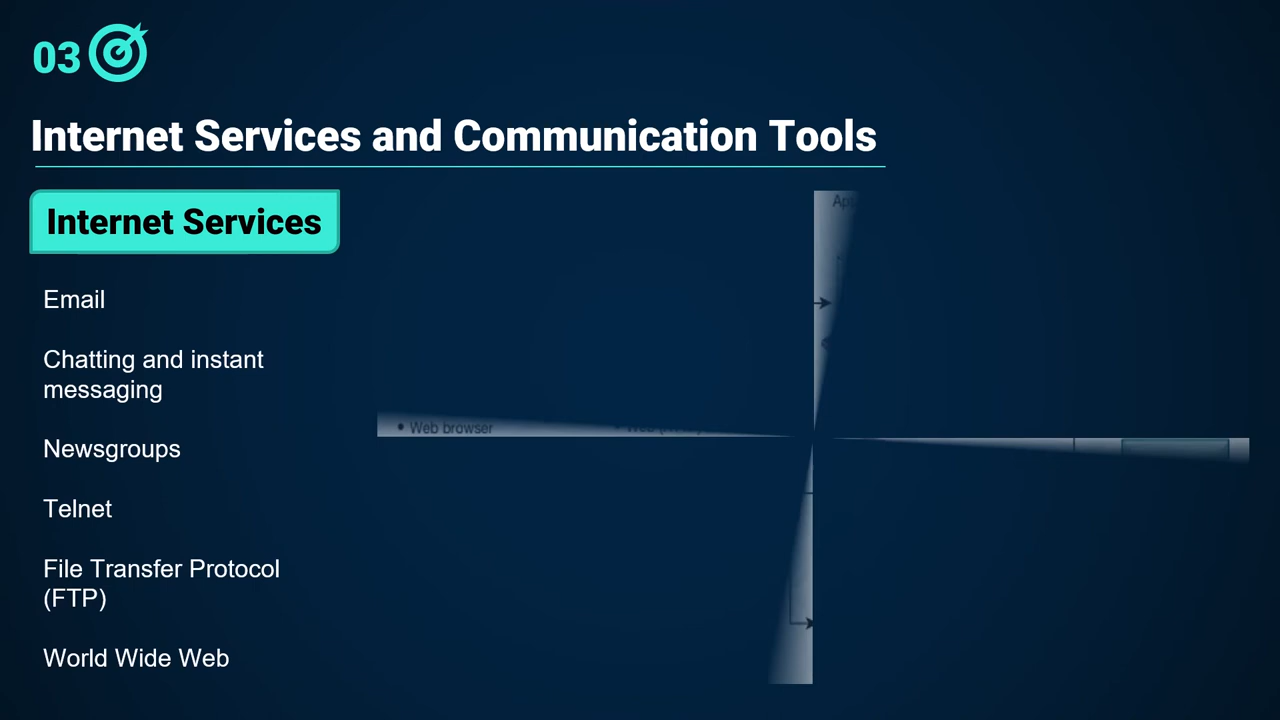 03
Internet Services and Communication Tools
Internet Services
Email
Chatting and instant
messaging
Newsgroups
Telnet
File Transfer Protocol
(FTP)
World Wide Web
• Web browser